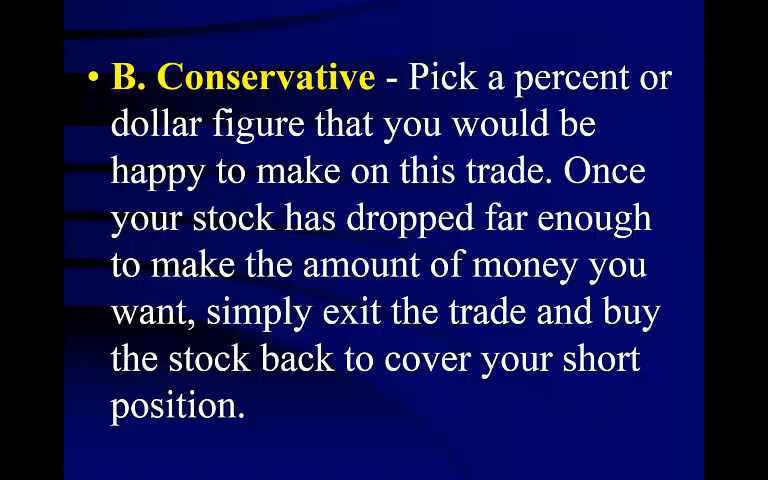 • B. Conservative - Pick a percent or
dollar figure that you would be
happy to make on this trade. Once
your stock has dropped far enough
to make the amount of money you
want, simply exit the trade and buy
the stock back to cover your short
position.